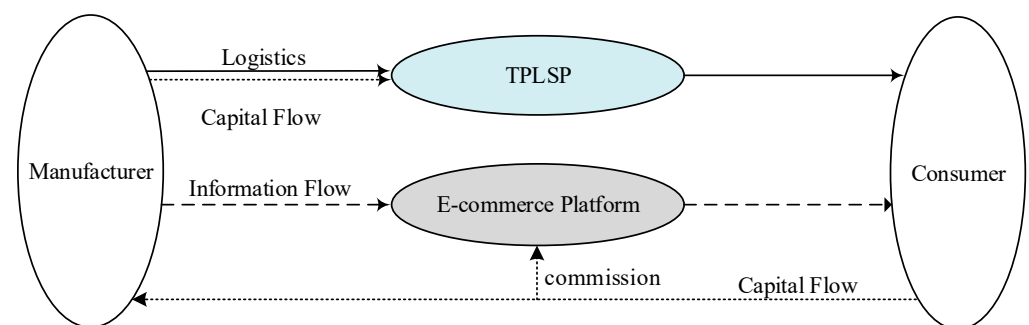 Logistics
TPLSP
Capital Flow
Manufacturer
Consumer
Information Flow
E-commerce Platform
commission
Capital Flow